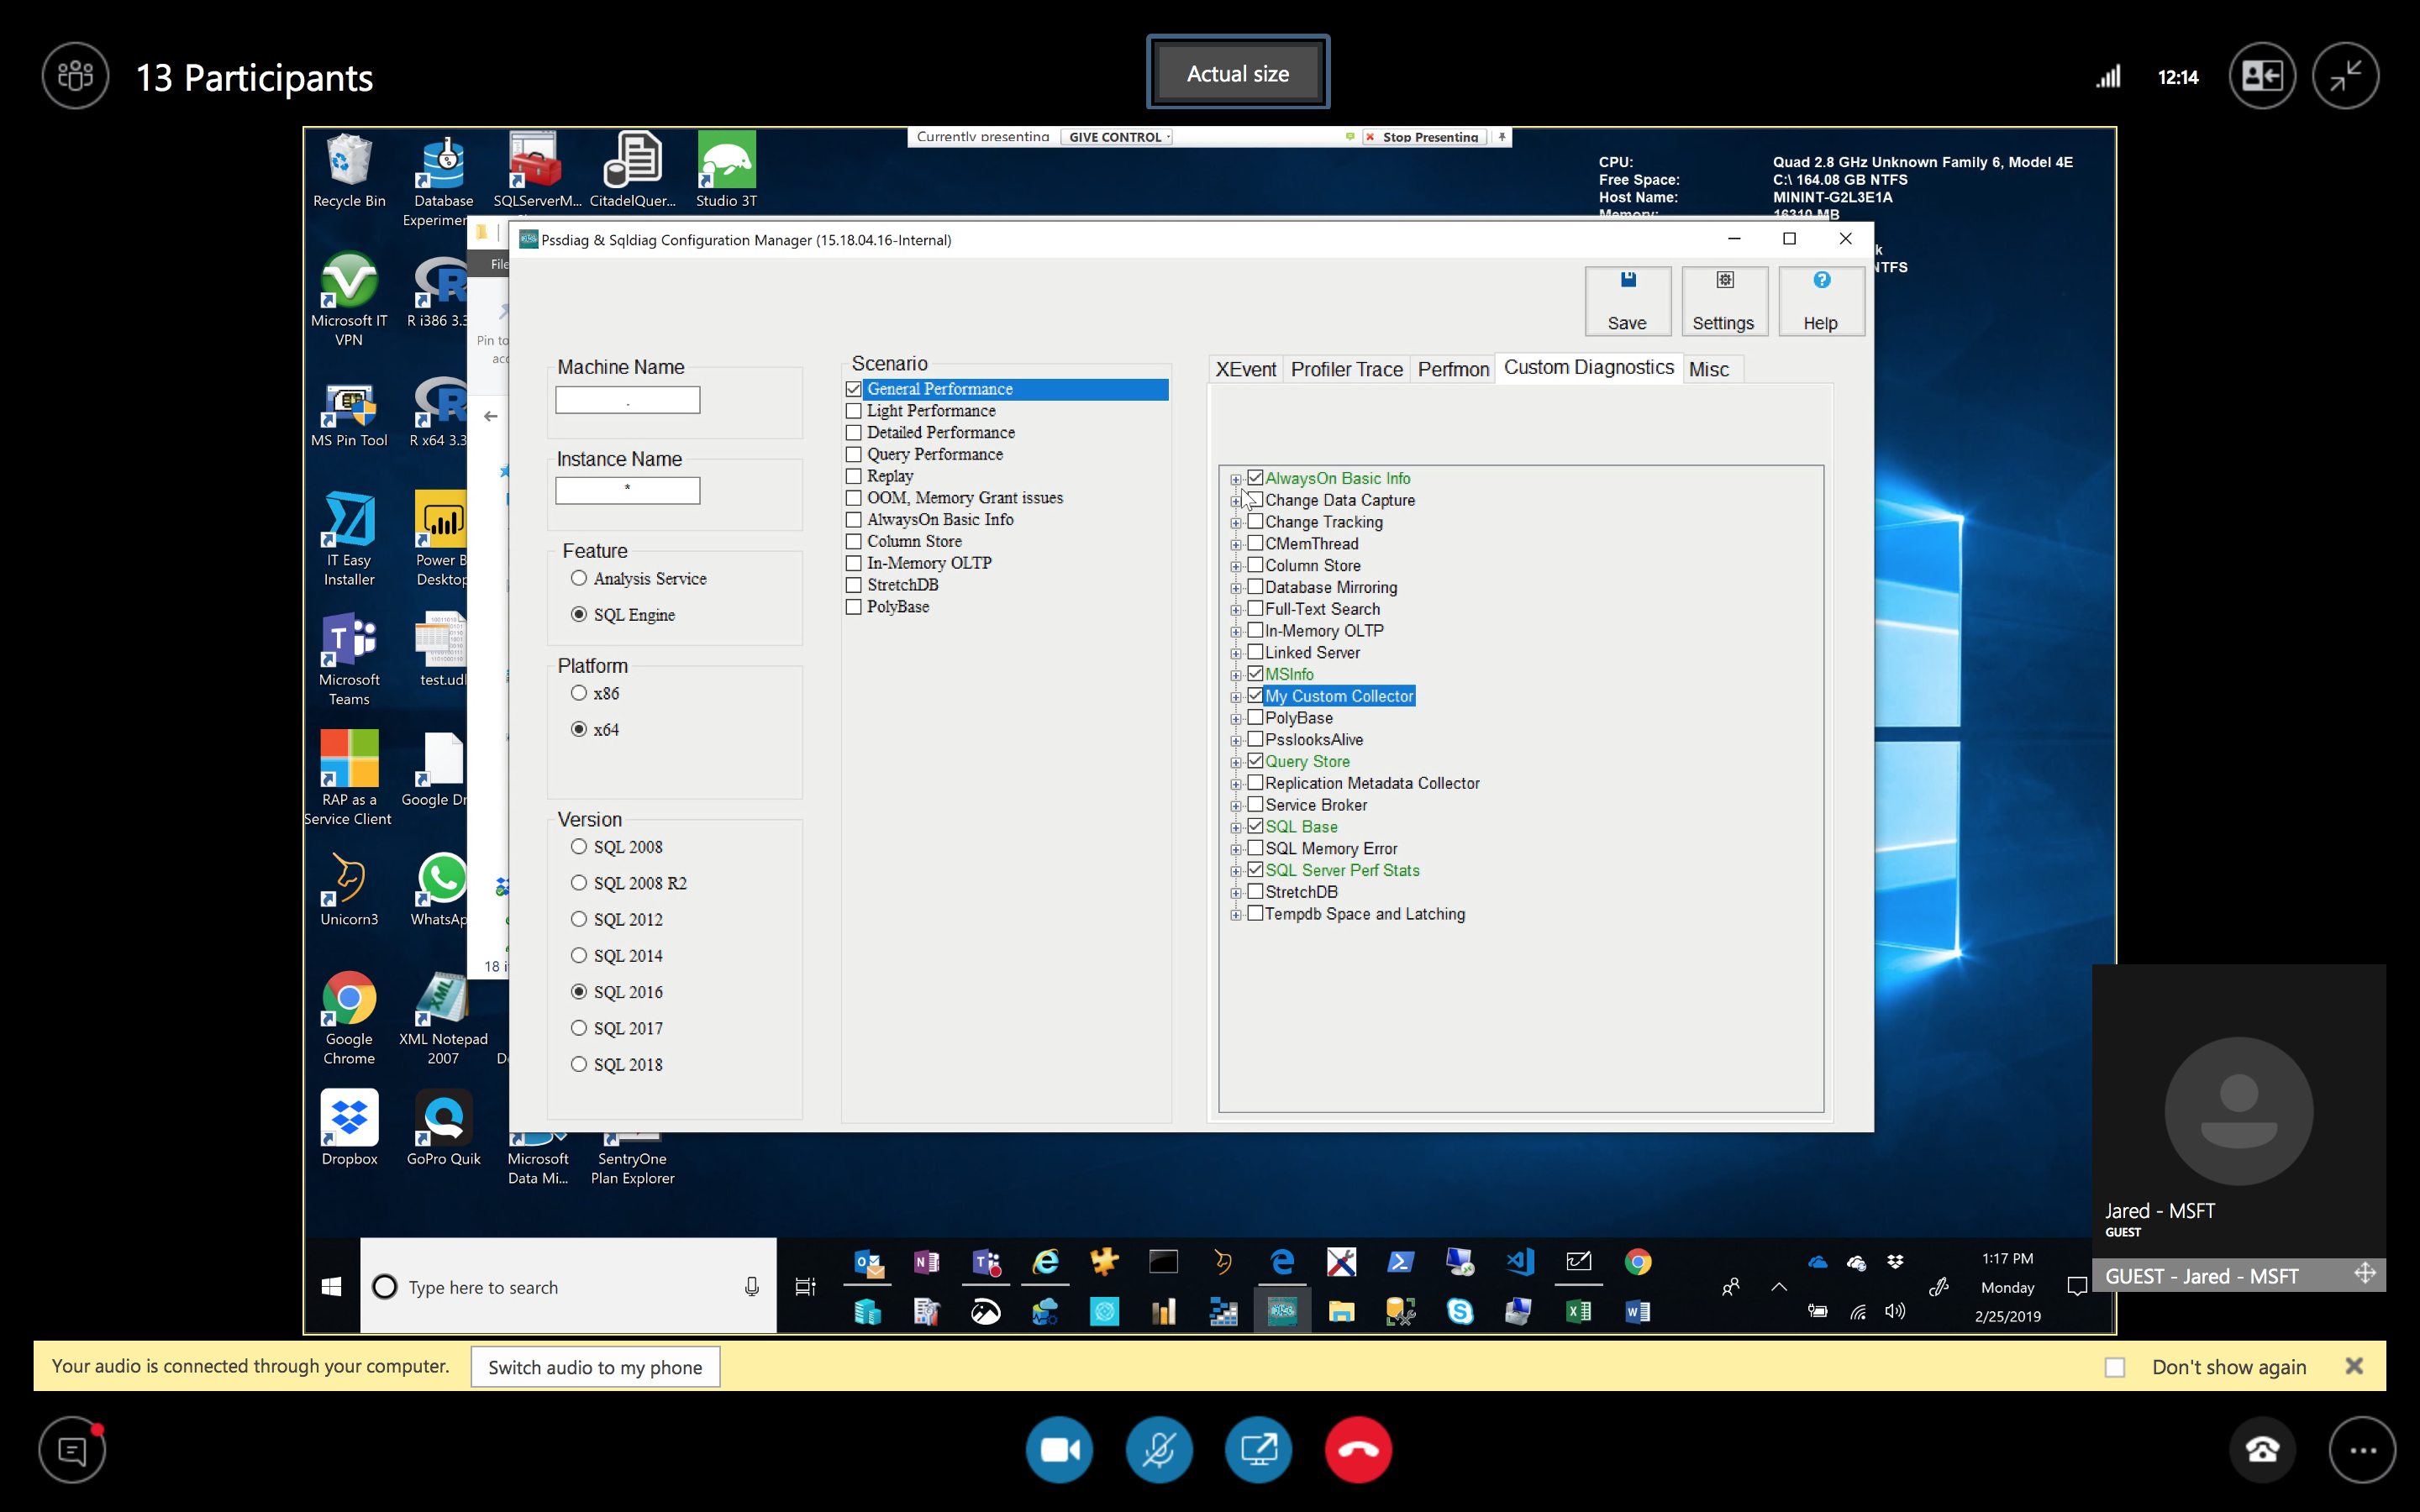 13 Participants
Actual size
12:14
Currently presenting GIVE CONTROL Stop Presenting
CPU: Quad 2.8 GHz Unknown Family 6, Model 4E
Free Space: C:\ 164.08 GB NTFS
Host Name: MININT-G2L3E1A
Memory: 16310 MB
k
NTFS
Recycle Bin
Database Experimen
SQLServerM...
CitadelQuer...
Studio 3T
Microsoft IT VPN
R i386 3.3
MS Pin Tool
R x64 3.3
IT Easy Installer
Power B
Desktop
Microsoft Teams
test.udl
RAP as a Service Client
Google Dr
Unicorn3
WhatsAp
Google Chrome
XML Notepad 2007
De
Dropbox
GoPro Quik
Microsoft Data Mi...
SentryOne Plan Explorer
File
Pin to
acc
18 i
Pssdiag & Sqldiag Configuration Manager (15.18.04.16-Internal)
Save
Settings
Help
Machine Name
.
Instance Name
*
Feature
Analysis Service
SQL Engine
Platform
x86
x64
Version
SQL 2008
SQL 2008 R2
SQL 2012
SQL 2014
SQL 2016
SQL 2017
SQL 2018
Scenario
General Performance
Light Performance
Detailed Performance
Query Performance
Replay
OOM, Memory Grant issues
AlwaysOn Basic Info
Column Store
In-Memory OLTP
StretchDB
PolyBase
XEvent Profiler Trace Perfmon Custom Diagnostics Misc
AlwaysOn Basic Info
Change Data Capture
Change Tracking
CMemThread
Column Store
Database Mirroring
Full-Text Search
In-Memory OLTP
Linked Server
MSInfo
My Custom Collector
PolyBase
PsslooksAlive
Query Store
Replication Metadata Collector
Service Broker
SQL Base
SQL Memory Error
SQL Server Perf Stats
StretchDB
Tempdb Space and Latching
Jared - MSFT
GUEST
GUEST - Jared - MSFT
Type here to search
1:17 PM
Monday
2/25/2019
Your audio is connected through your computer. Switch audio to my phone Don't show again